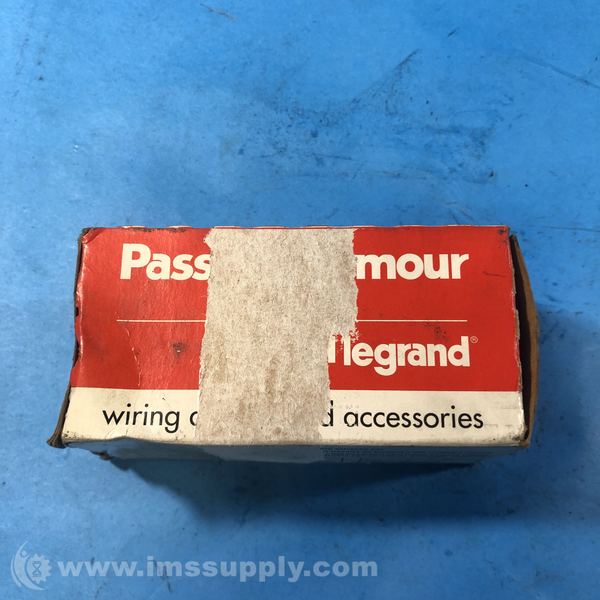 Pass mour
legrand®
wiring d accessories
www.imssupply.com